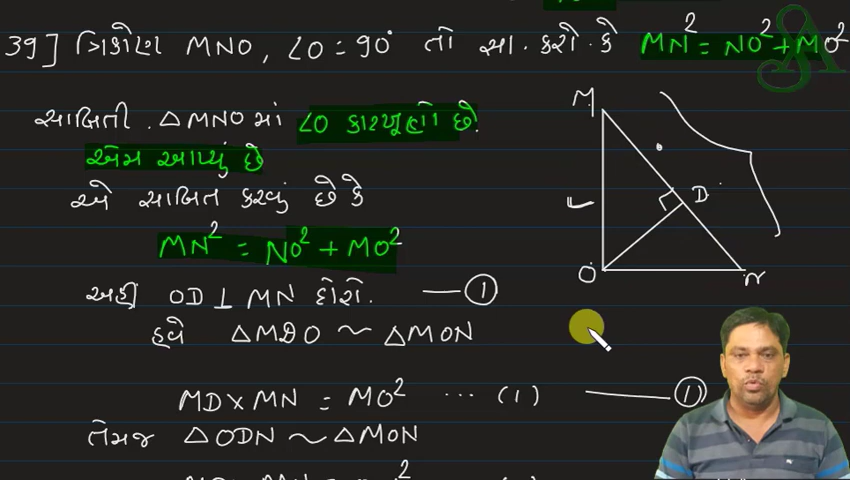 39] ત્રિકોણ MNO, ∠O = 90° તો સા. કરો. કે MN² = NO² + MO²
સાબિતી. △MNO માં ∠O કાટખૂણો છે.
એમ આપ્યું છે
એ સાબિત કરવું છે કે
MN² = NO² + MO²
અહીં OD ⊥ MN દોરો. — ①
હવે △MDO ~ △MON
MD × MN = MO² ... (1) — ①
તેમજ △ODN ~ △MON
M
D
O
N